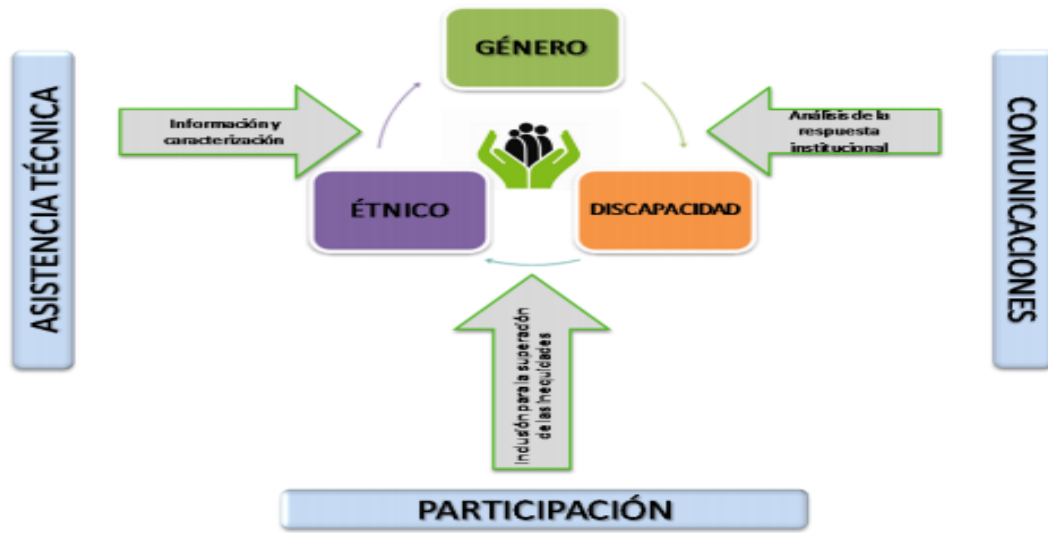 GÉNERO
ASISTENCIA TÉCNICA
Información y
caracterización
Análisis de la
respuesta
institucional
COMUNICACIONES
ÉTNICO
DISCAPACIDAD
Inclusión para la superación
de las inequidades
PARTICIPACIÓN